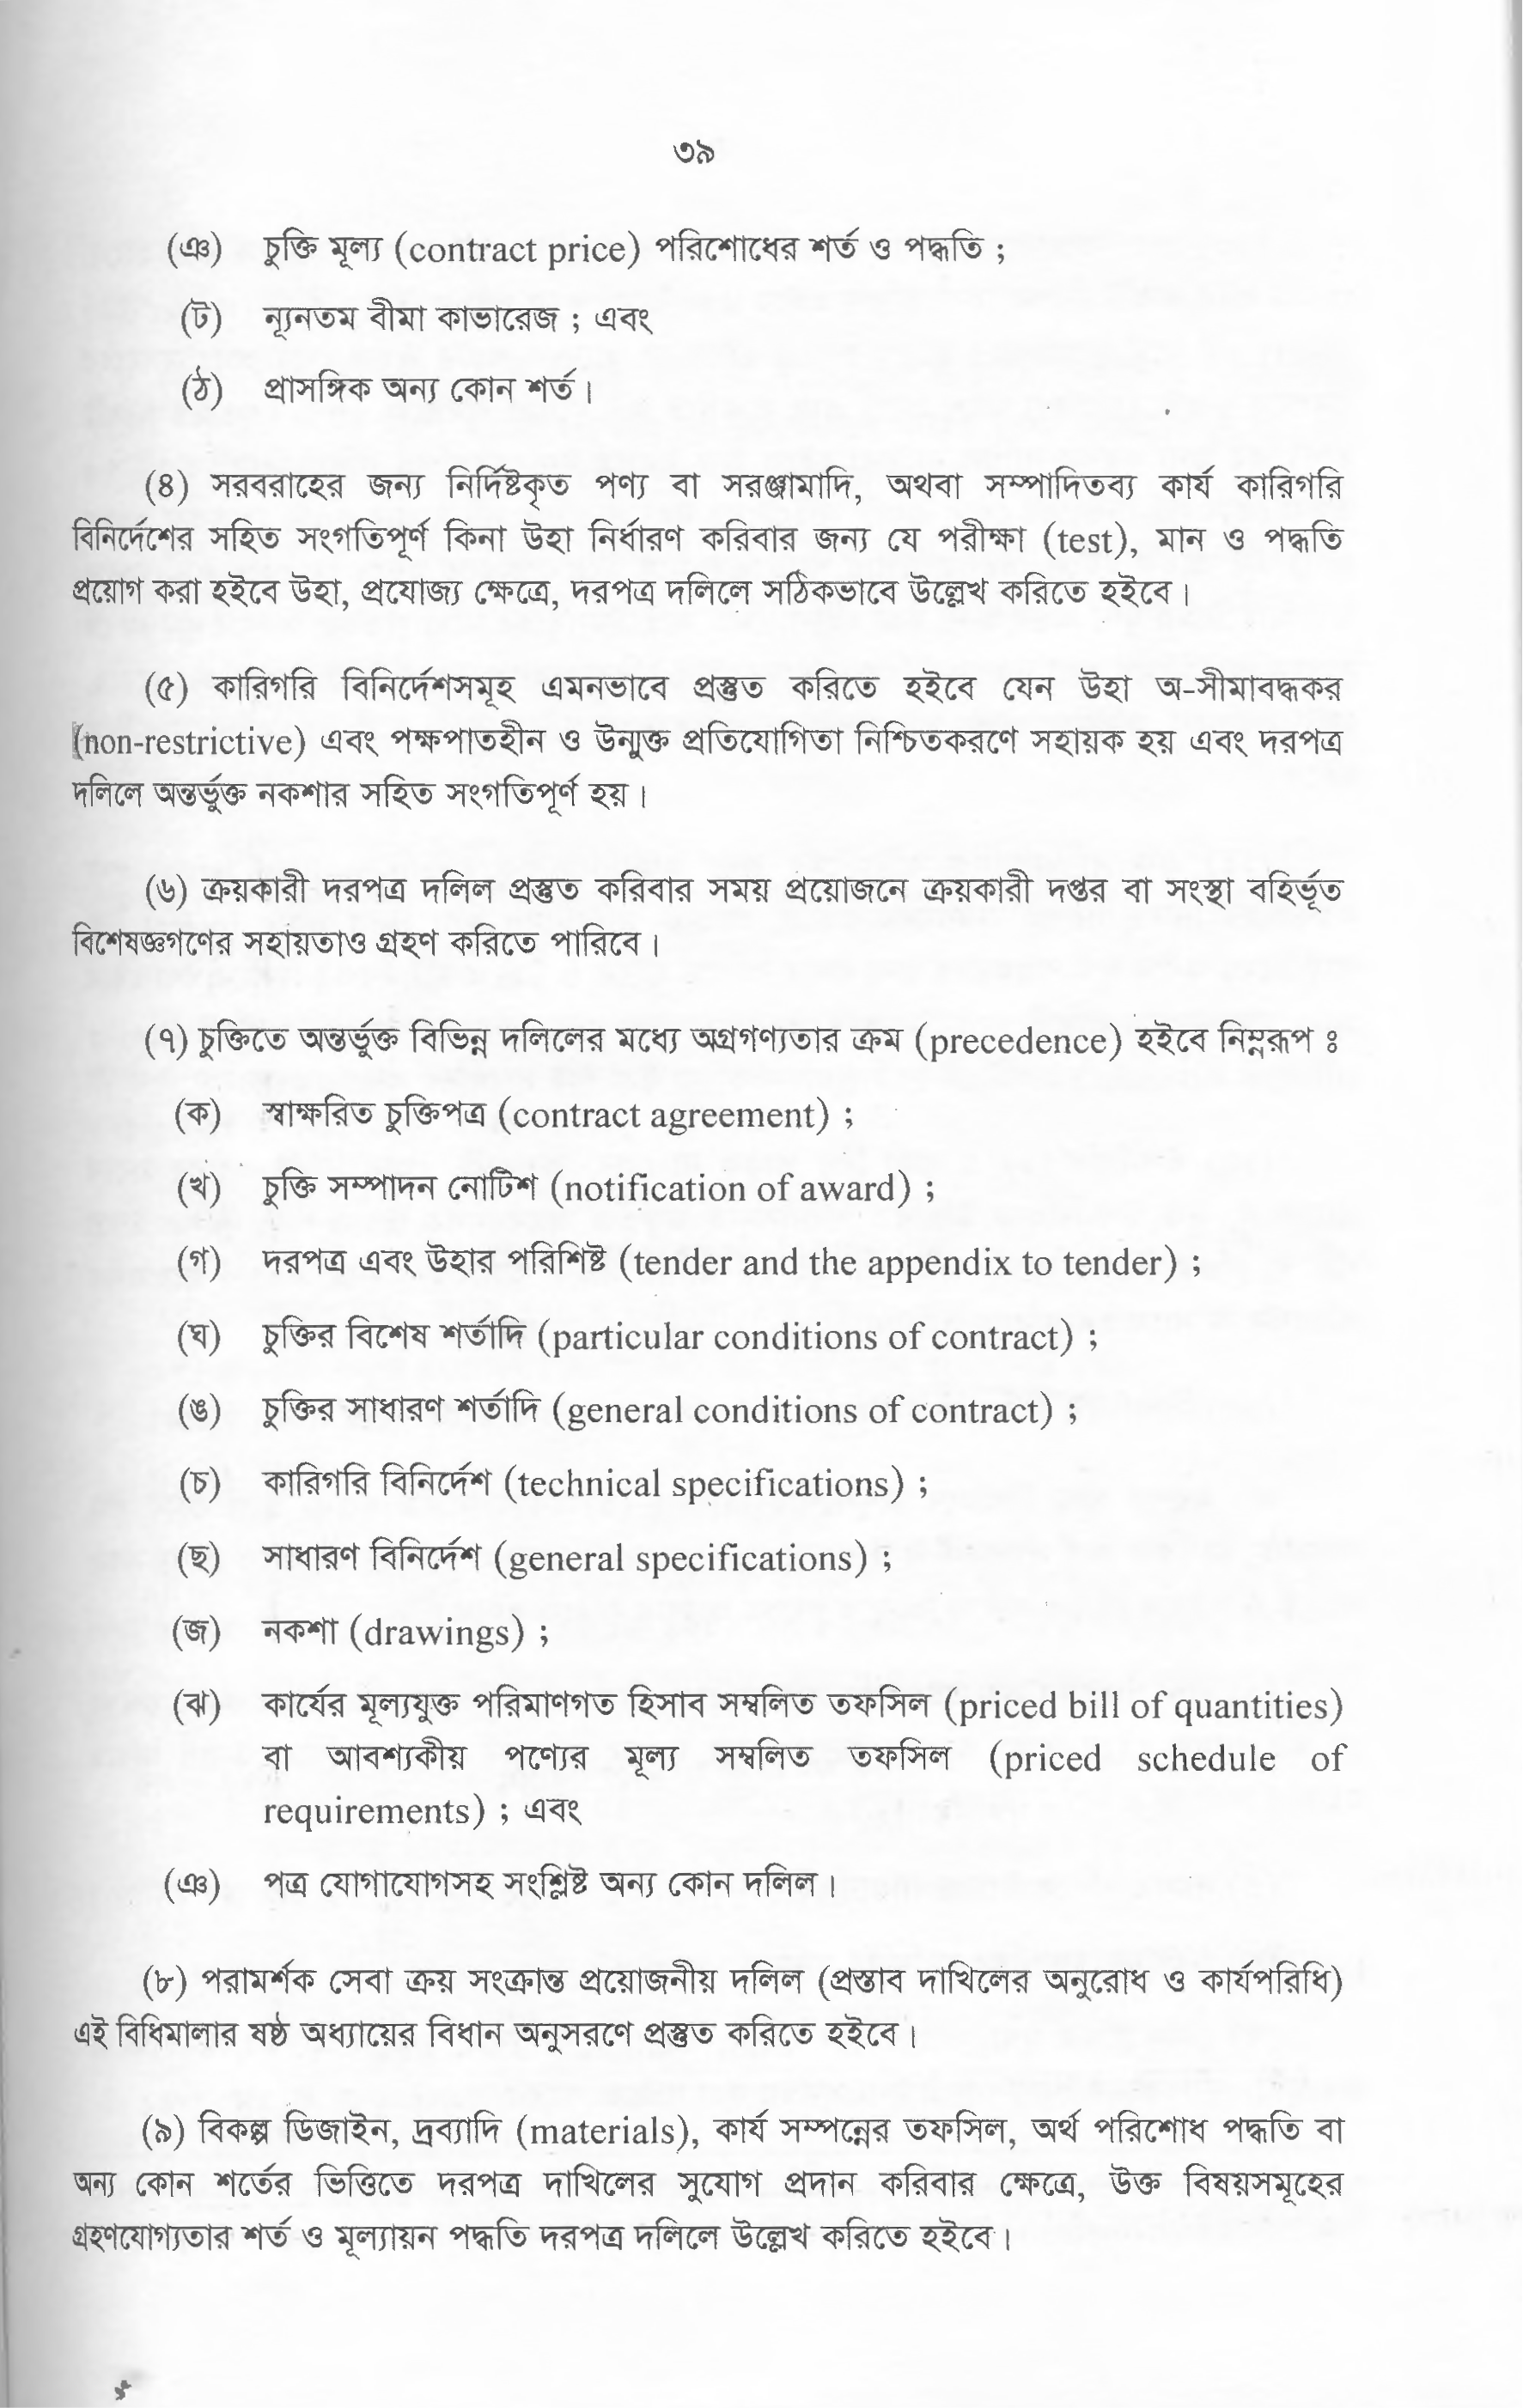 ৩৯
(ঞ) চুক্তি মূল্য (contract price) পরিশোধের শর্ত ও পদ্ধতি ;
(ট) ন্যূনতম বীমা কাভারেজ ; এবং
(ঠ) প্রাসঙ্গিক অন্য কোন শর্ত।
(৪) সরবরাহের জন্য নির্দিষ্টকৃত পণ্য বা সরঞ্জামাদি, অথবা সম্পাদিতব্য কার্য কারিগরি
বিনির্দেশের সহিত সংগতিপূর্ণ কিনা উহা নির্ধারণ করিবার জন্য যে পরীক্ষা (test), মান ও পদ্ধতি
প্রয়োগ করা হইবে উহা, প্রযোজ্য ক্ষেত্রে, দরপত্র দলিলে সঠিকভাবে উল্লেখ করিতে হইবে।
(৫) কারিগরি বিনির্দেশসমূহ এমনভাবে প্রস্তুত করিতে হইবে যেন উহা অ-সীমাবদ্ধকর
(non-restrictive) এবং পক্ষপাতহীন ও উন্মুক্ত প্রতিযোগিতা নিশ্চিতকরণে সহায়ক হয় এবং দরপত্র
দলিলে অন্তর্ভুক্ত নকশার সহিত সংগতিপূর্ণ হয়।
(৬) ক্রয়কারী দরপত্র দলিল প্রস্তুত করিবার সময় প্রয়োজনে ক্রয়কারী দপ্তর বা সংস্থা বহির্ভূত
বিশেষজ্ঞগণের সহায়তাও গ্রহণ করিতে পারিবে।
(৭) চুক্তিতে অন্তর্ভুক্ত বিভিন্ন দলিলের মধ্যে অগ্রগণ্যতার ক্রম (precedence) হইবে নিম্নরূপ ঃ
(ক) স্বাক্ষরিত চুক্তিপত্র (contract agreement) ;
(খ) চুক্তি সম্পাদন নোটিশ (notification of award) ;
(গ) দরপত্র এবং উহার পরিশিষ্ট (tender and the appendix to tender) ;
(ঘ) চুক্তির বিশেষ শর্তাদি (particular conditions of contract) ;
(ঙ) চুক্তির সাধারণ শর্তাদি (general conditions of contract) ;
(চ) কারিগরি বিনির্দেশ (technical specifications) ;
(ছ) সাধারণ বিনির্দেশ (general specifications) ;
(জ) নকশা (drawings) ;
(ঝ) কার্যের মূল্যযুক্ত পরিমাণগত হিসাব সম্বলিত তফসিল (priced bill of quantities)
বা আবশ্যকীয় পণ্যের মূল্য সম্বলিত তফসিল (priced schedule of
requirements) ; এবং
(ঞ) পত্র যোগাযোগসহ সংশ্লিষ্ট অন্য কোন দলিল।
(৮) পরামর্শক সেবা ক্রয় সংক্রান্ত প্রয়োজনীয় দলিল (প্রস্তাব দাখিলের অনুরোধ ও কার্যপরিধি)
এই বিধিমালার ষষ্ঠ অধ্যায়ের বিধান অনুসরণে প্রস্তুত করিতে হইবে।
(৯) বিকল্প ডিজাইন, দ্রব্যাদি (materials), কার্য সম্পন্নের তফসিল, অর্থ পরিশোধ পদ্ধতি বা
অন্য কোন শর্তের ভিত্তিতে দরপত্র দাখিলের সুযোগ প্রদান করিবার ক্ষেত্রে, উক্ত বিষয়সমূহের
গ্রহণযোগ্যতার শর্ত ও মূল্যায়ন পদ্ধতি দরপত্র দলিলে উল্লেখ করিতে হইবে।